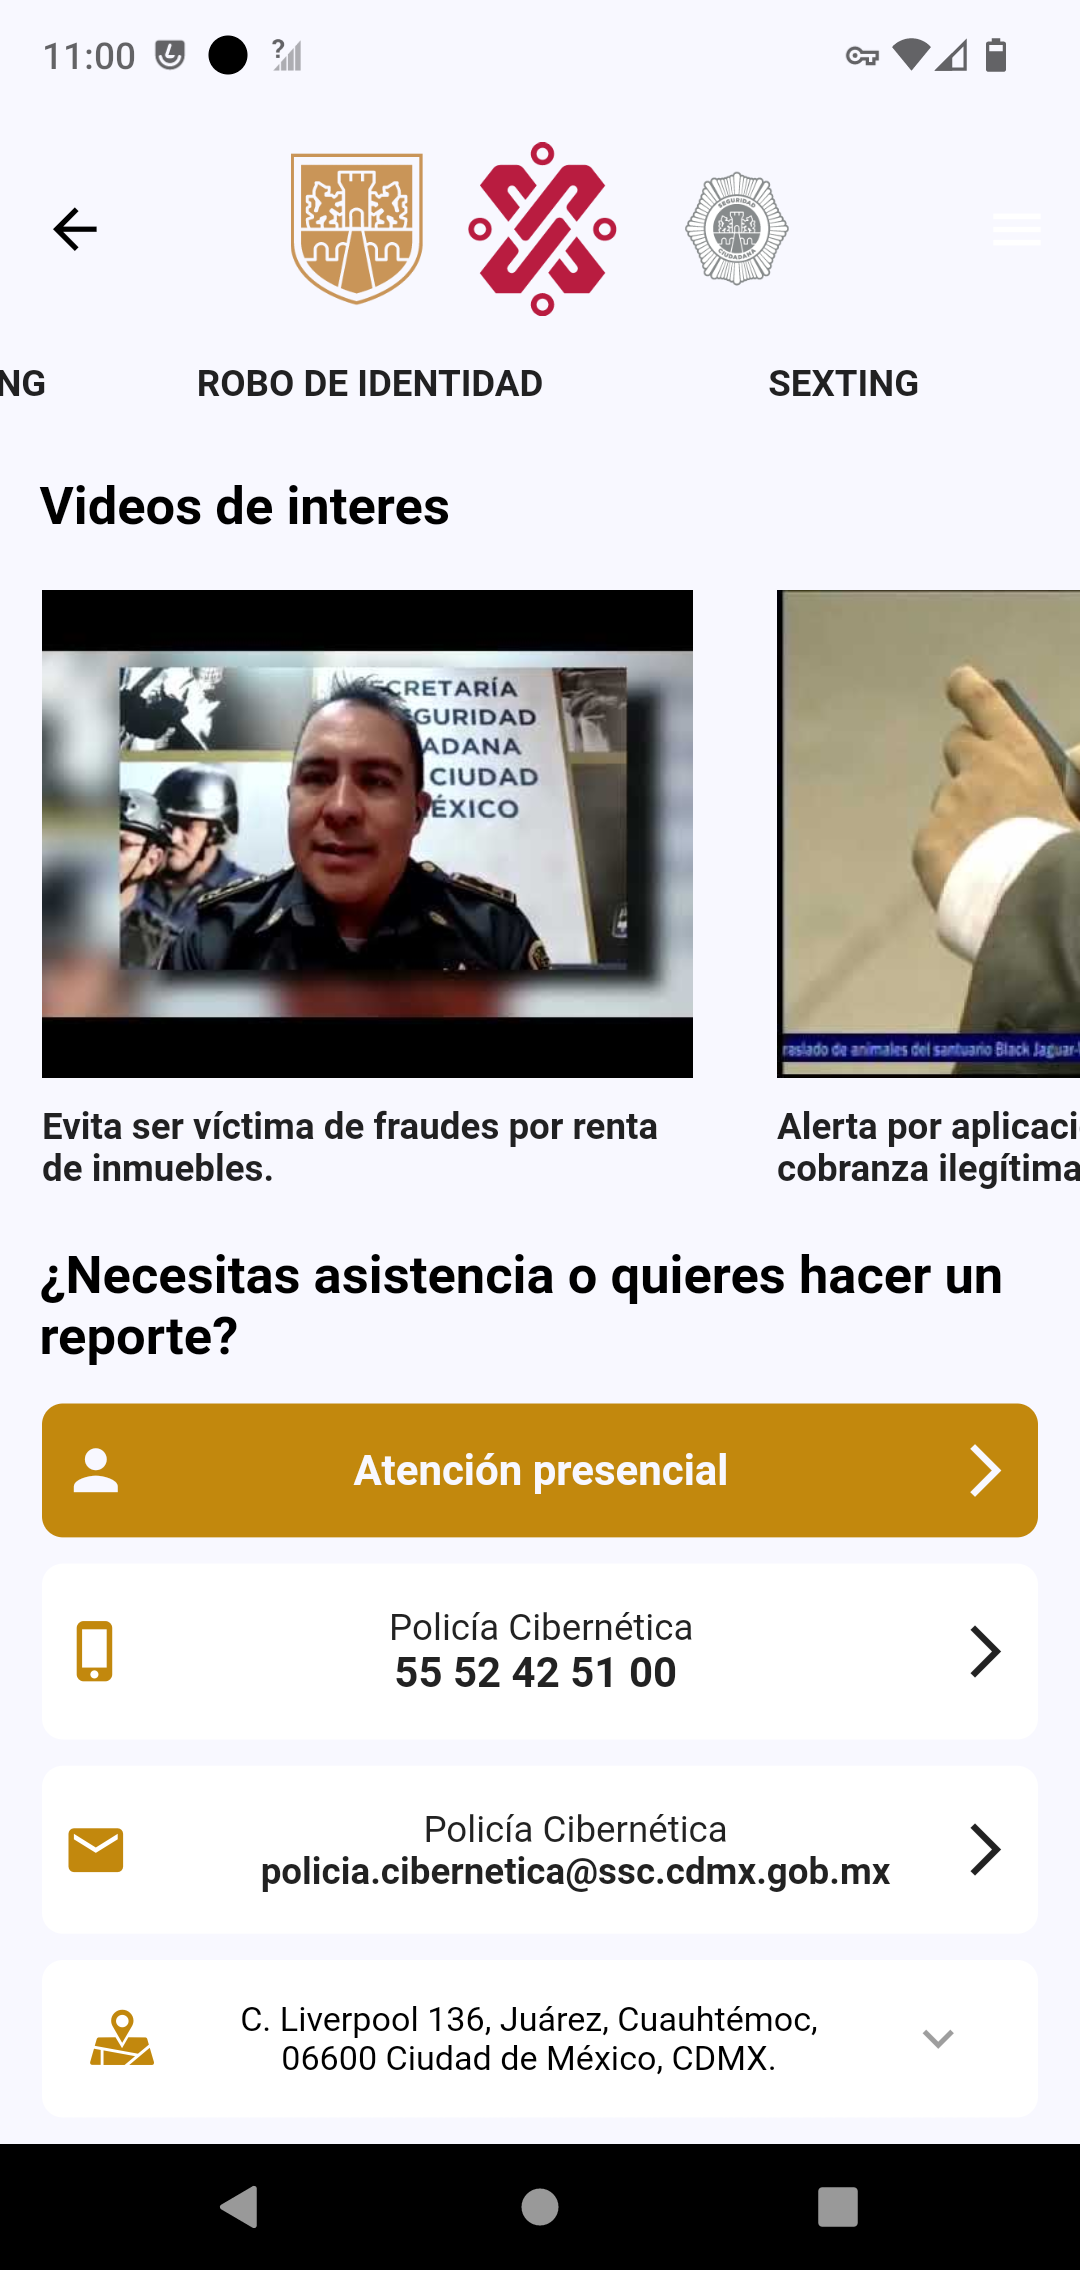 11:00
NG
ROBO DE IDENTIDAD
SEXTING
Videos de interes
CRETARÍA
GURIDAD
ADANA
CIUDAD
ÉXICO
raslado de animales del santuario Black Jaguar-
Evita ser víctima de fraudes por renta
de inmuebles.
Alerta por aplicaci
cobranza ilegítima
¿Necesitas asistencia o quieres hacer un
reporte?
Atención presencial
Policía Cibernética
55 52 42 51 00
Policía Cibernética
policia.cibernetica@ssc.cdmx.gob.mx
C. Liverpool 136, Juárez, Cuauhtémoc,
06600 Ciudad de México, CDMX.